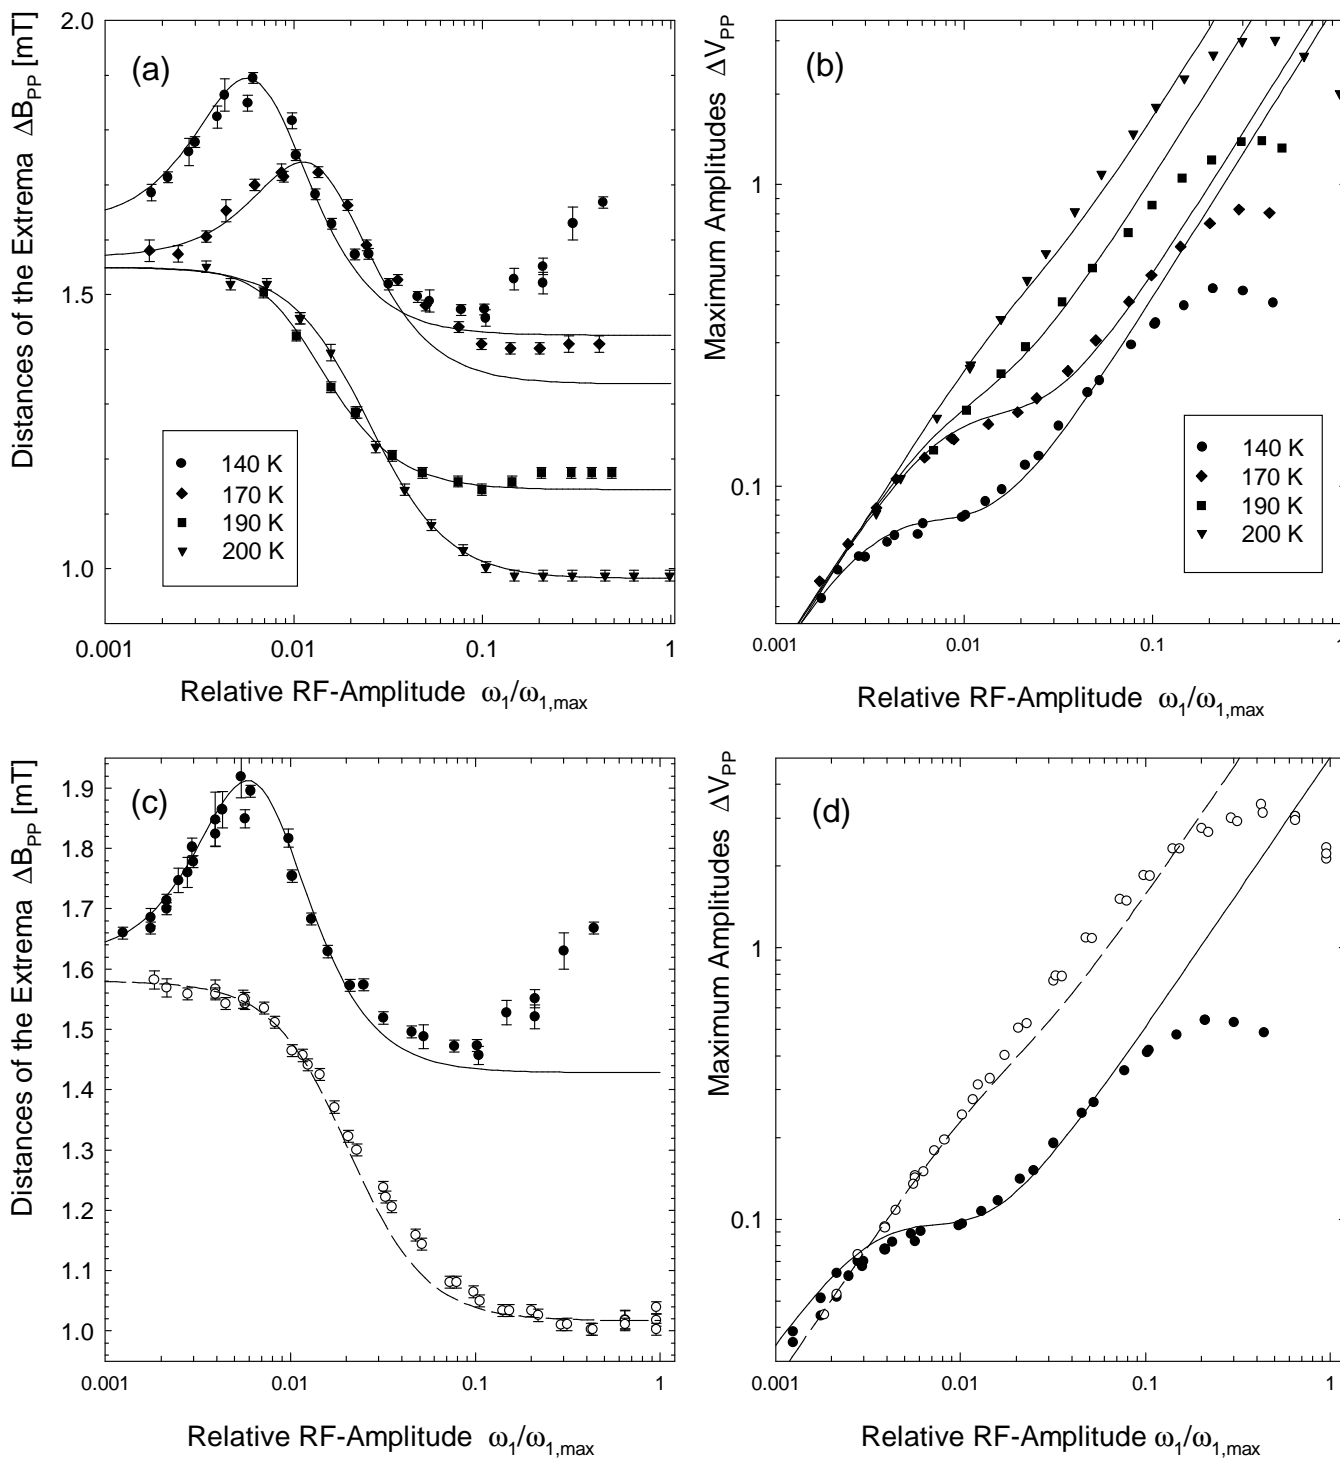 (a)
Distances of the Extrema ΔB_PP [mT]
2.0
1.5
1.0
140 K
170 K
190 K
200 K
0.001
0.01
0.1
1
Relative RF-Amplitude ω₁/ω_1,max
(b)
Maximum Amplitudes ΔV_PP
1
0.1
140 K
170 K
190 K
200 K
0.001
0.01
0.1
1
Relative RF-Amplitude ω₁/ω_1,max
(c)
Distances of the Extrema ΔB_PP [mT]
1.9
1.8
1.7
1.6
1.5
1.4
1.3
1.2
1.1
1.0
0.001
0.01
0.1
1
Relative RF-Amplitude ω₁/ω_1,max
(d)
Maximum Amplitudes ΔV_PP
1
0.1
0.001
0.01
0.1
1
Relative RF-Amplitude ω₁/ω_1,max